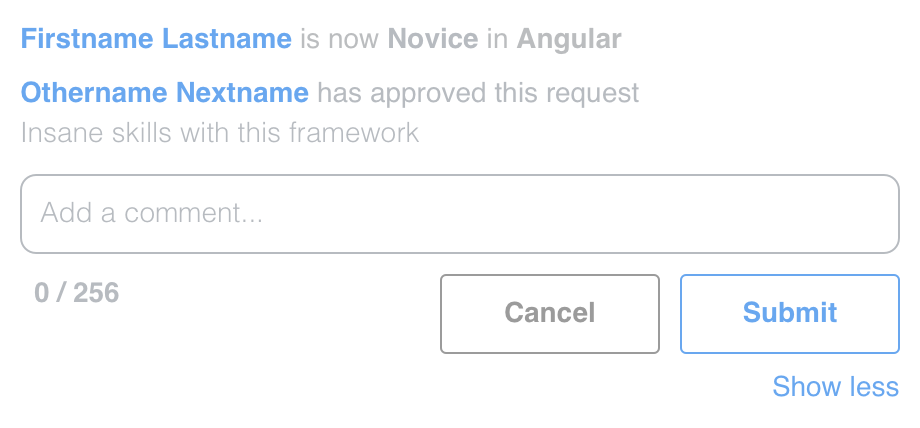 Firstname Lastname is now Novice in Angular
Othername Nextname has approved this request
Insane skills with this framework
Add a comment...
0 / 256
Cancel
Submit
Show less